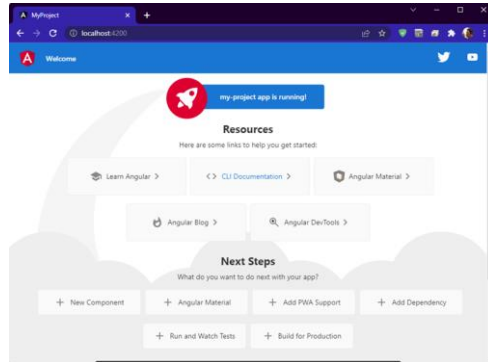 MyProject
localhost:4200
Welcome
my-project app is running!
Resources
Here are some links to help you get started:
Learn Angular >
<> CLI Documentation >
Angular Material >
Angular Blog >
Angular DevTools >
Next Steps
What do you want to do next with your app?
+ New Component
+ Angular Material
+ Add PWA Support
+ Add Dependency
+ Run and Watch Tests
+ Build for Production